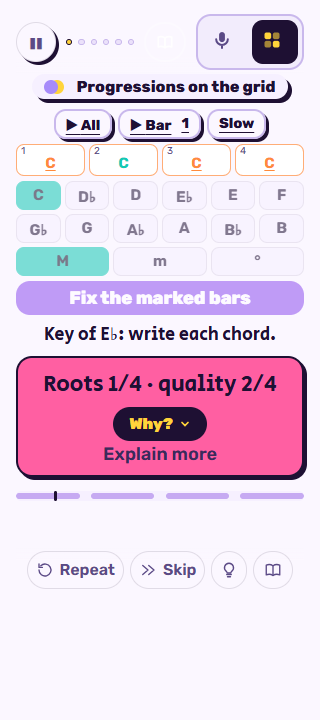 Progressions on the grid
▶ All ▶ Bar 1 Slow
1 2 3 4
C C C C
C D♭ D E♭ E F
G♭ G A♭ A B♭ B
M m °
Fix the marked bars
Key of E♭: write each chord.
Roots 1/4 · quality 2/4
Why?
Explain more
Repeat Skip